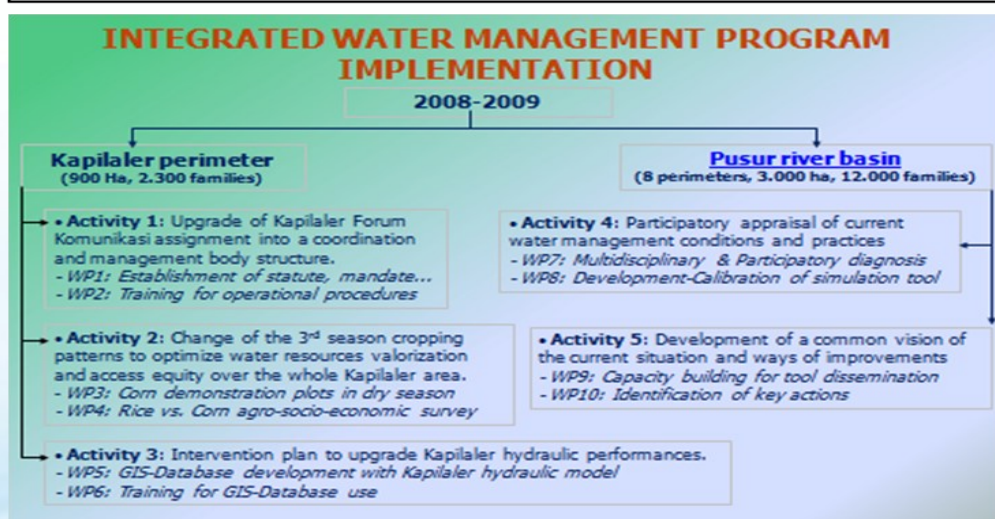 INTEGRATED WATER MANAGEMENT PROGRAM
IMPLEMENTATION
2008-2009
Kapilaler perimeter
(900 Ha, 2.300 families)
• Activity 1: Upgrade of Kapilaler Forum
Komunikasi assignment into a coordination
and management body structure.
- WP1: Establishment of statute, mandate...
- WP2: Training for operational procedures
• Activity 2: Change of the 3rd season cropping
patterns to optimize water resources valorization
and access equity over the whole Kapilaler area.
- WP3: Corn demonstration plots in dry season
- WP4: Rice vs. Corn agro-socio-economic survey
• Activity 3: Intervention plan to upgrade Kapilaler hydraulic performances.
- WP5: GIS-Database development with Kapilaler hydraulic model
- WP6: Training for GIS-Database use
Pusur river basin
(8 perimeters, 3.000 ha, 12.000 families)
• Activity 4: Participatory appraisal of current
water management conditions and practices
- WP7: Multidisciplinary & Participatory diagnosis
- WP8: Development-Calibration of simulation tool
• Activity 5: Development of a common vision of
the current situation and ways of improvements
- WP9: Capacity building for tool dissemination
- WP10: Identification of key actions